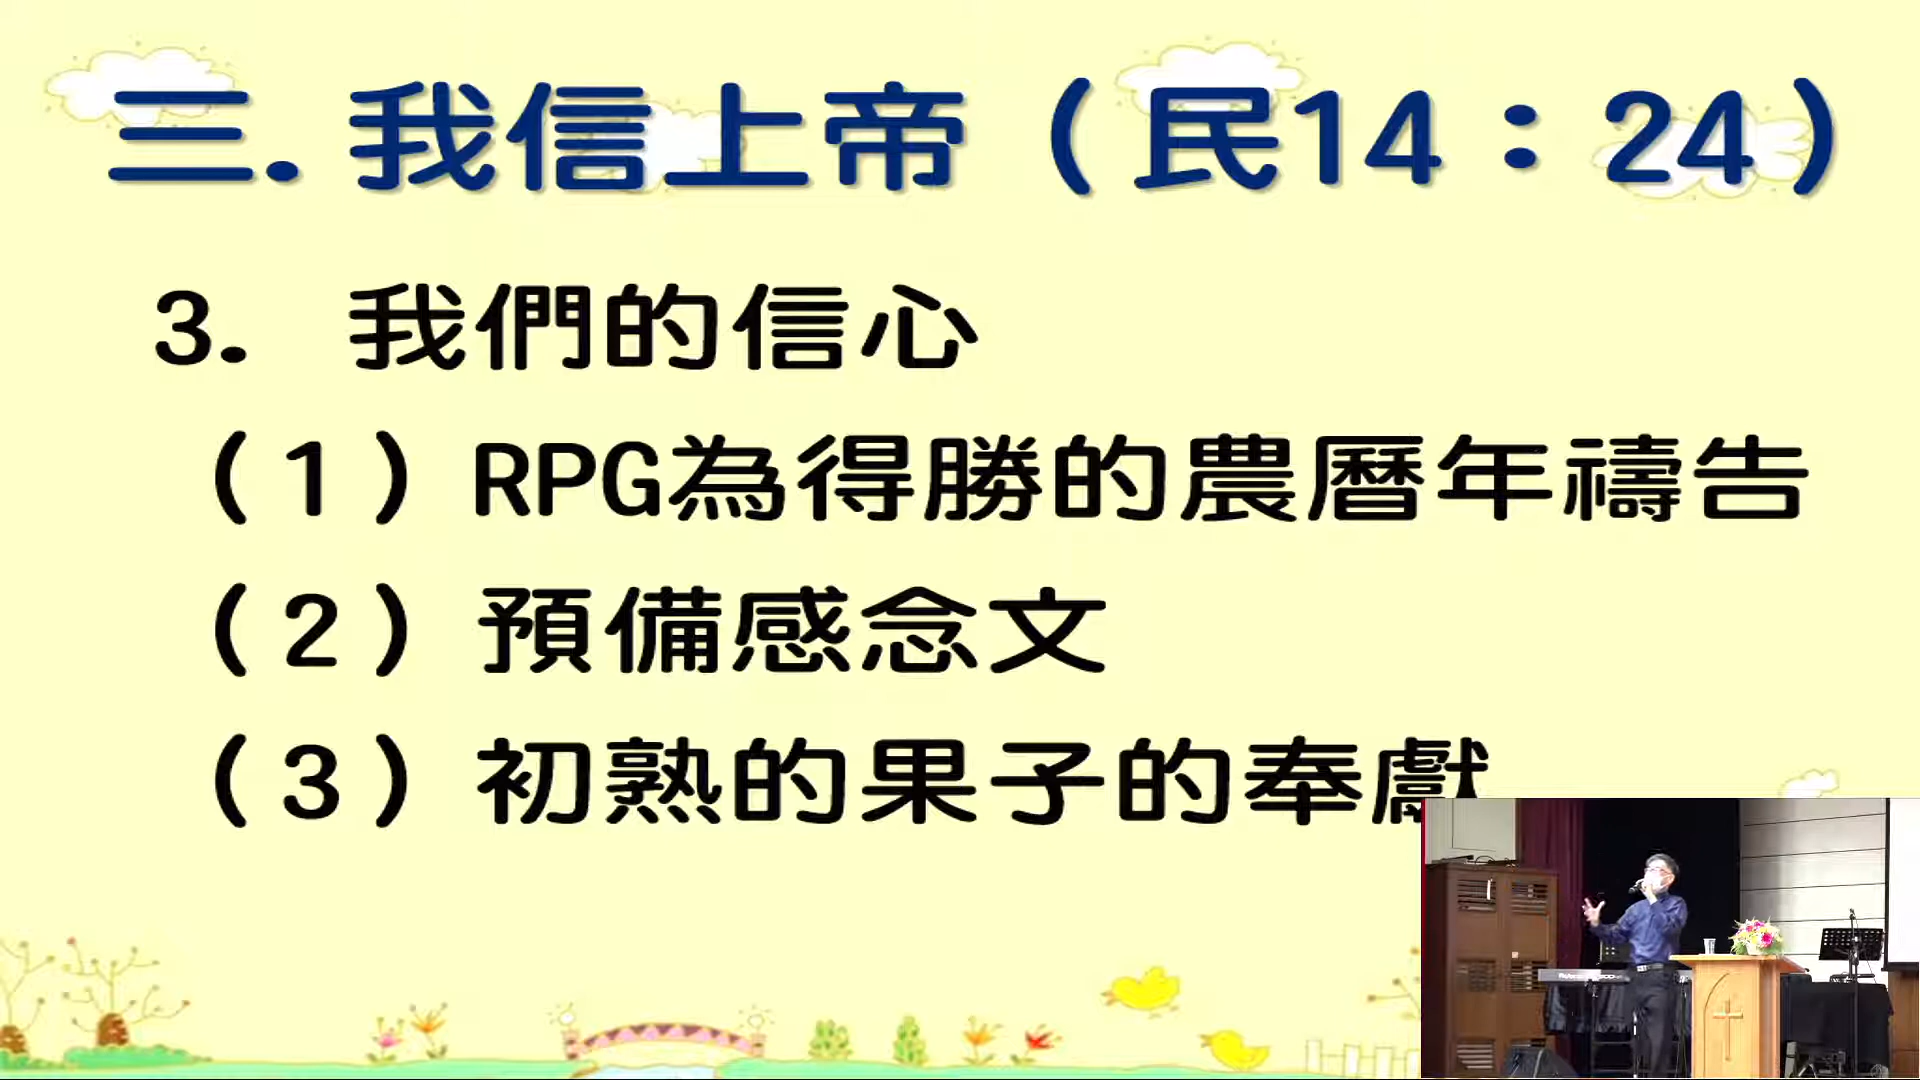 三.我信上帝（民14：24）
3. 我們的信心
（1）RPG為得勝的農曆年禱告
（2）預備感念文
（3）初熟的果子的奉獻